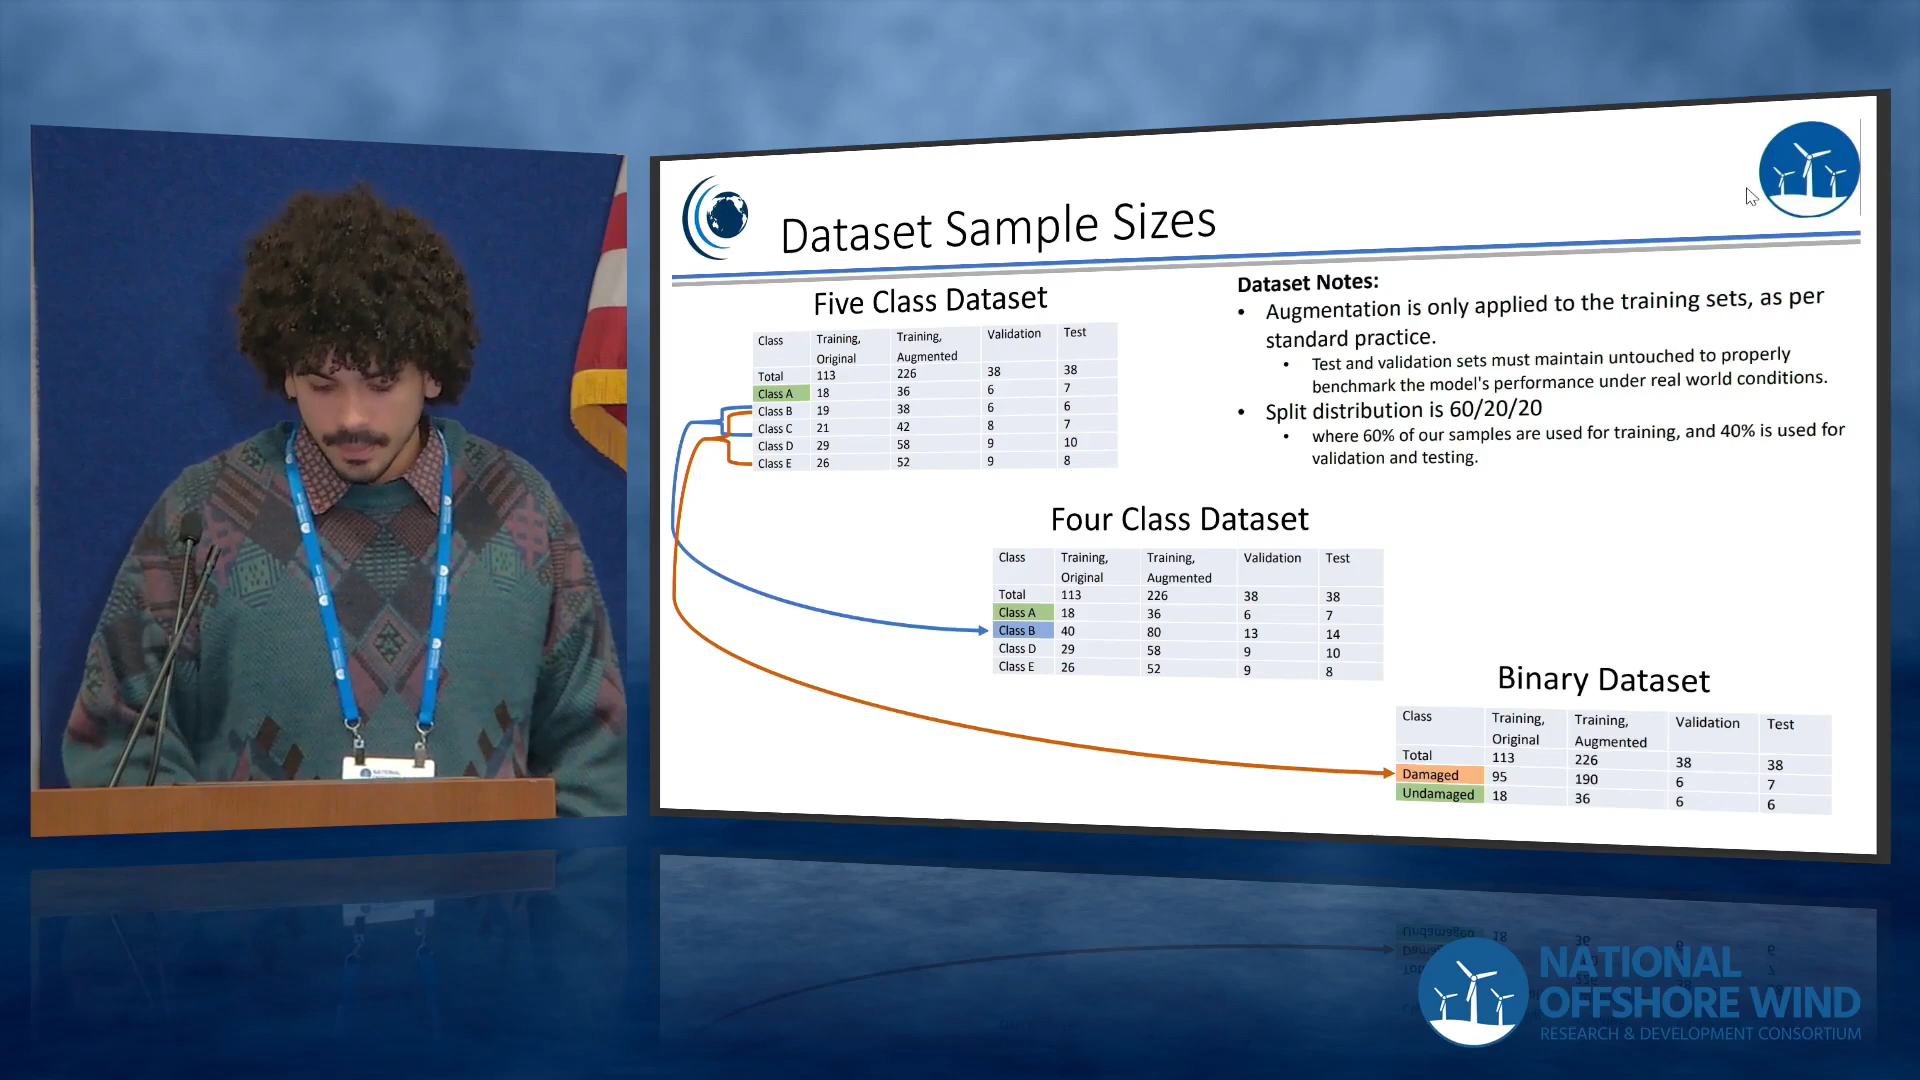 Dataset Sample Sizes
Five Class Dataset
Class Training, Original Training, Augmented Validation Test
Total 113 226 38 38
Class A 18 36 6 7
Class B 19 38 6 6
Class C 21 42 8 7
Class D 29 58 9 10
Class E 26 52 9 8
Dataset Notes:
• Augmentation is only applied to the training sets, as per
standard practice.
• Test and validation sets must maintain untouched to properly
benchmark the model's performance under real world conditions.
• Split distribution is 60/20/20
• where 60% of our samples are used for training, and 40% is used for
validation and testing.
Four Class Dataset
Class Training, Original Training, Augmented Validation Test
Total 113 226 38 38
Class A 18 36 6 7
Class B 40 80 13 14
Class D 29 58 9 10
Class E 26 52 9 8
Binary Dataset
Class Training, Original Training, Augmented Validation Test
Total 113 226 38 38
Damaged 95 190 6 7
Undamaged 18 36 6 6
NATIONAL
OFFSHORE WIND
RESEARCH & DEVELOPMENT CONSORTIUM